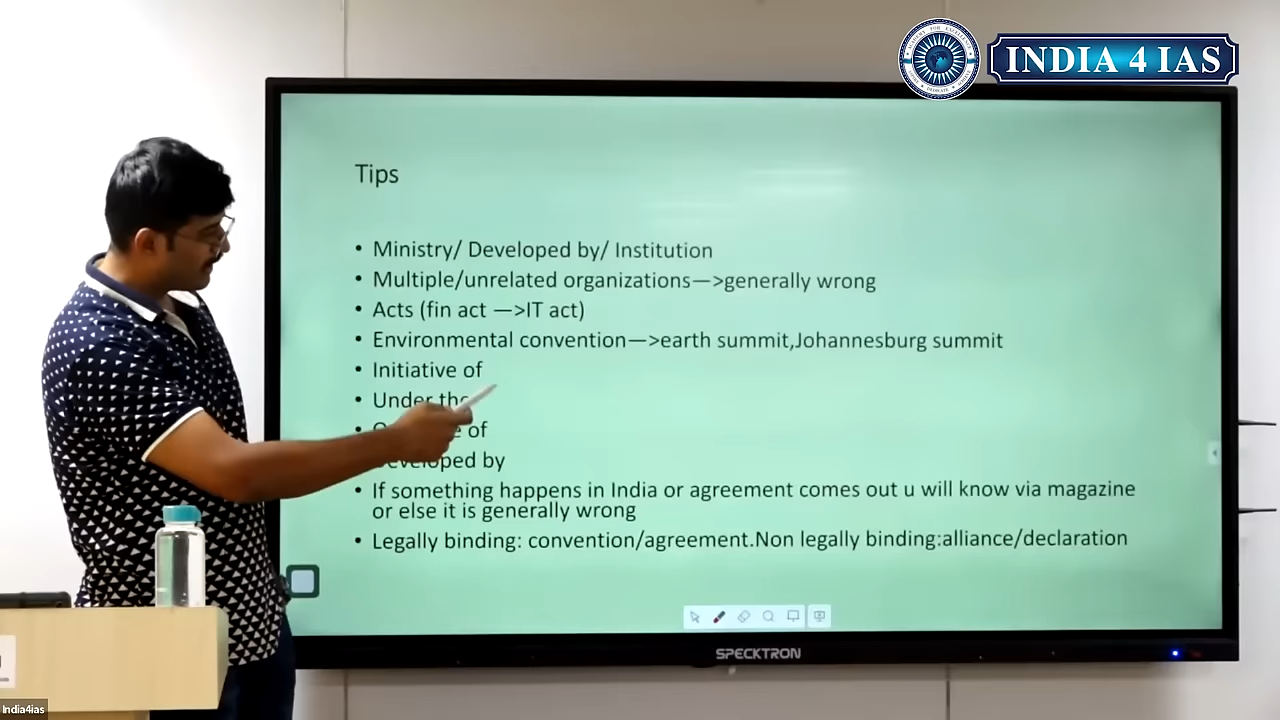 INDIA 4 IAS
Tips
• Ministry/ Developed by/ Institution
• Multiple/unrelated organizations—>generally wrong
• Acts (fin act —>IT act)
• Environmental convention—>earth summit,Johannesburg summit
• Initiative of
• Under the
• of
Developed by
• If something happens in India or agreement comes out u will know via magazine
or else it is generally wrong
• Legally binding: convention/agreement.Non legally binding:alliance/declaration
SPECKTRON
India4ias